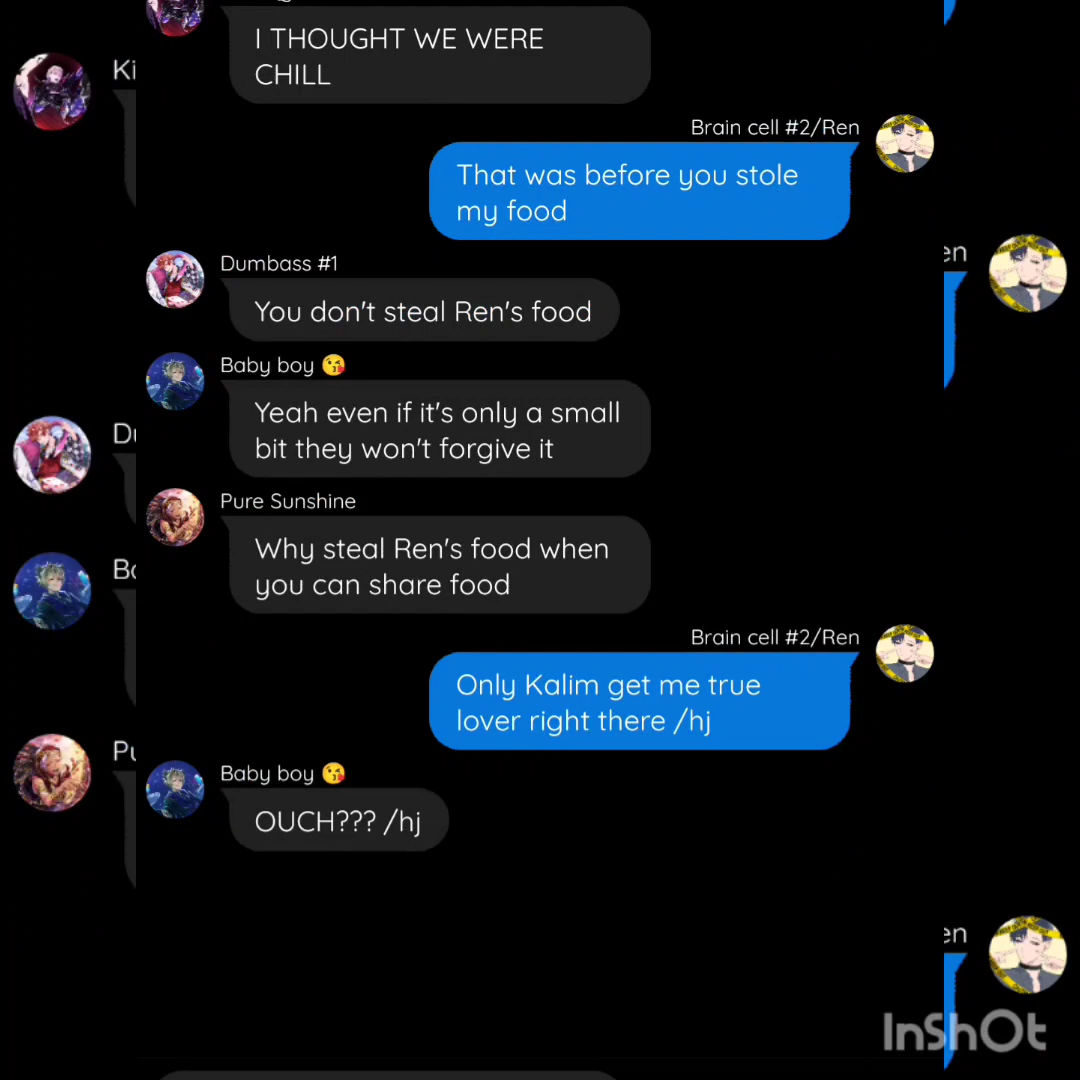 I THOUGHT WE WERE
CHILL
Ki
Brain cell #2/Ren
That was before you stole
my food
en
Dumbass #1
You don't steal Ren's food
Baby boy 😘
Yeah even if it's only a small
bit they won't forgive it
Pure Sunshine
Why steal Ren's food when
you can share food
Brain cell #2/Ren
Only Kalim get me true
lover right there /hj
Baby boy 😘
OUCH??? /hj
en
InShOt